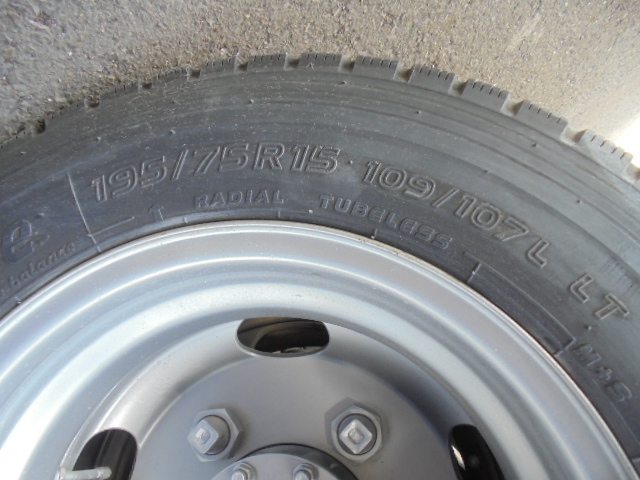 195/75R15 109/107L LT
RADIAL TUBELESS
M+S